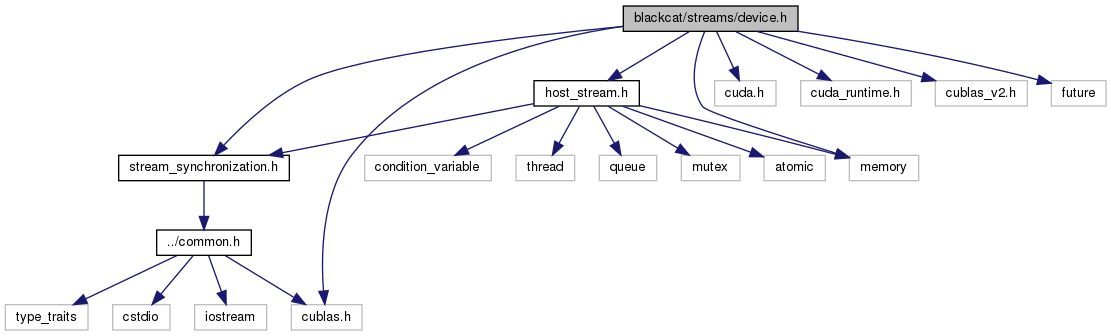 blackcat/streams/device.h
host_stream.h
cuda.h
cuda_runtime.h
cublas_v2.h
future
stream_synchronization.h
condition_variable
thread
queue
mutex
atomic
memory
../common.h
type_traits
cstdio
iostream
cublas.h